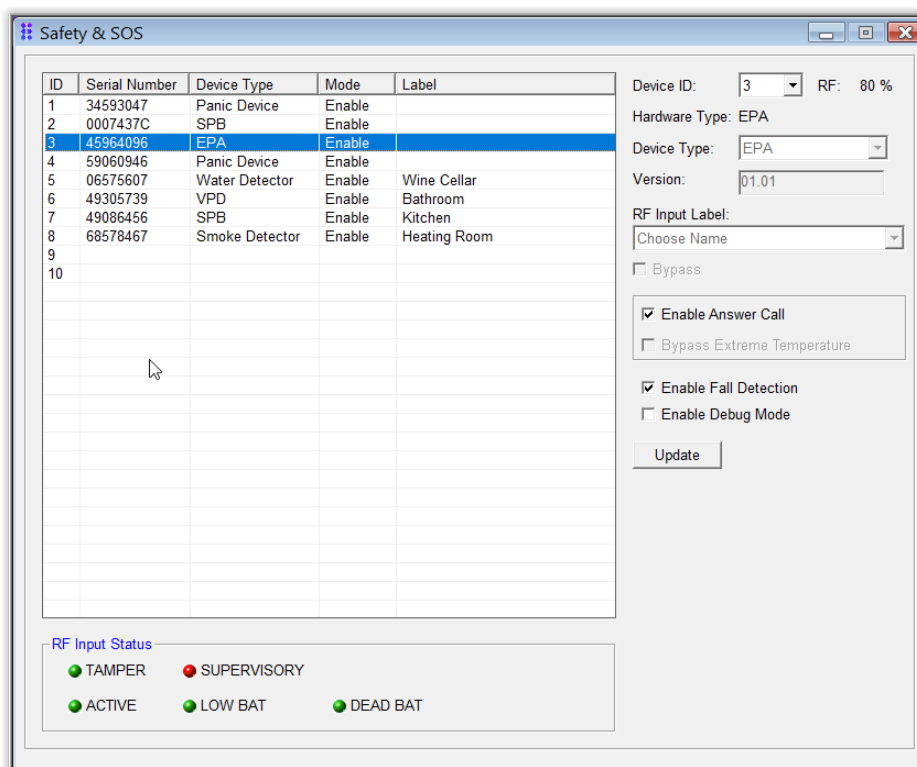 Safety & SOS
ID Serial Number Device Type Mode Label
1 34593047 Panic Device Enable
2 0007437C SPB Enable
3 45964096 EPA Enable
4 59060946 Panic Device Enable
5 06575607 Water Detector Enable Wine Cellar
6 49305739 VPD Enable Bathroom
7 49086456 SPB Enable Kitchen
8 68578467 Smoke Detector Enable Heating Room
9
10
Device ID: 3 RF: 80 %
Hardware Type: EPA
Device Type: EPA
Version: 01.01
RF Input Label:
Choose Name
Bypass
Enable Answer Call
Bypass Extreme Temperature
Enable Fall Detection
Enable Debug Mode
Update
RF Input Status
TAMPER SUPERVISORY
ACTIVE LOW BAT DEAD BAT